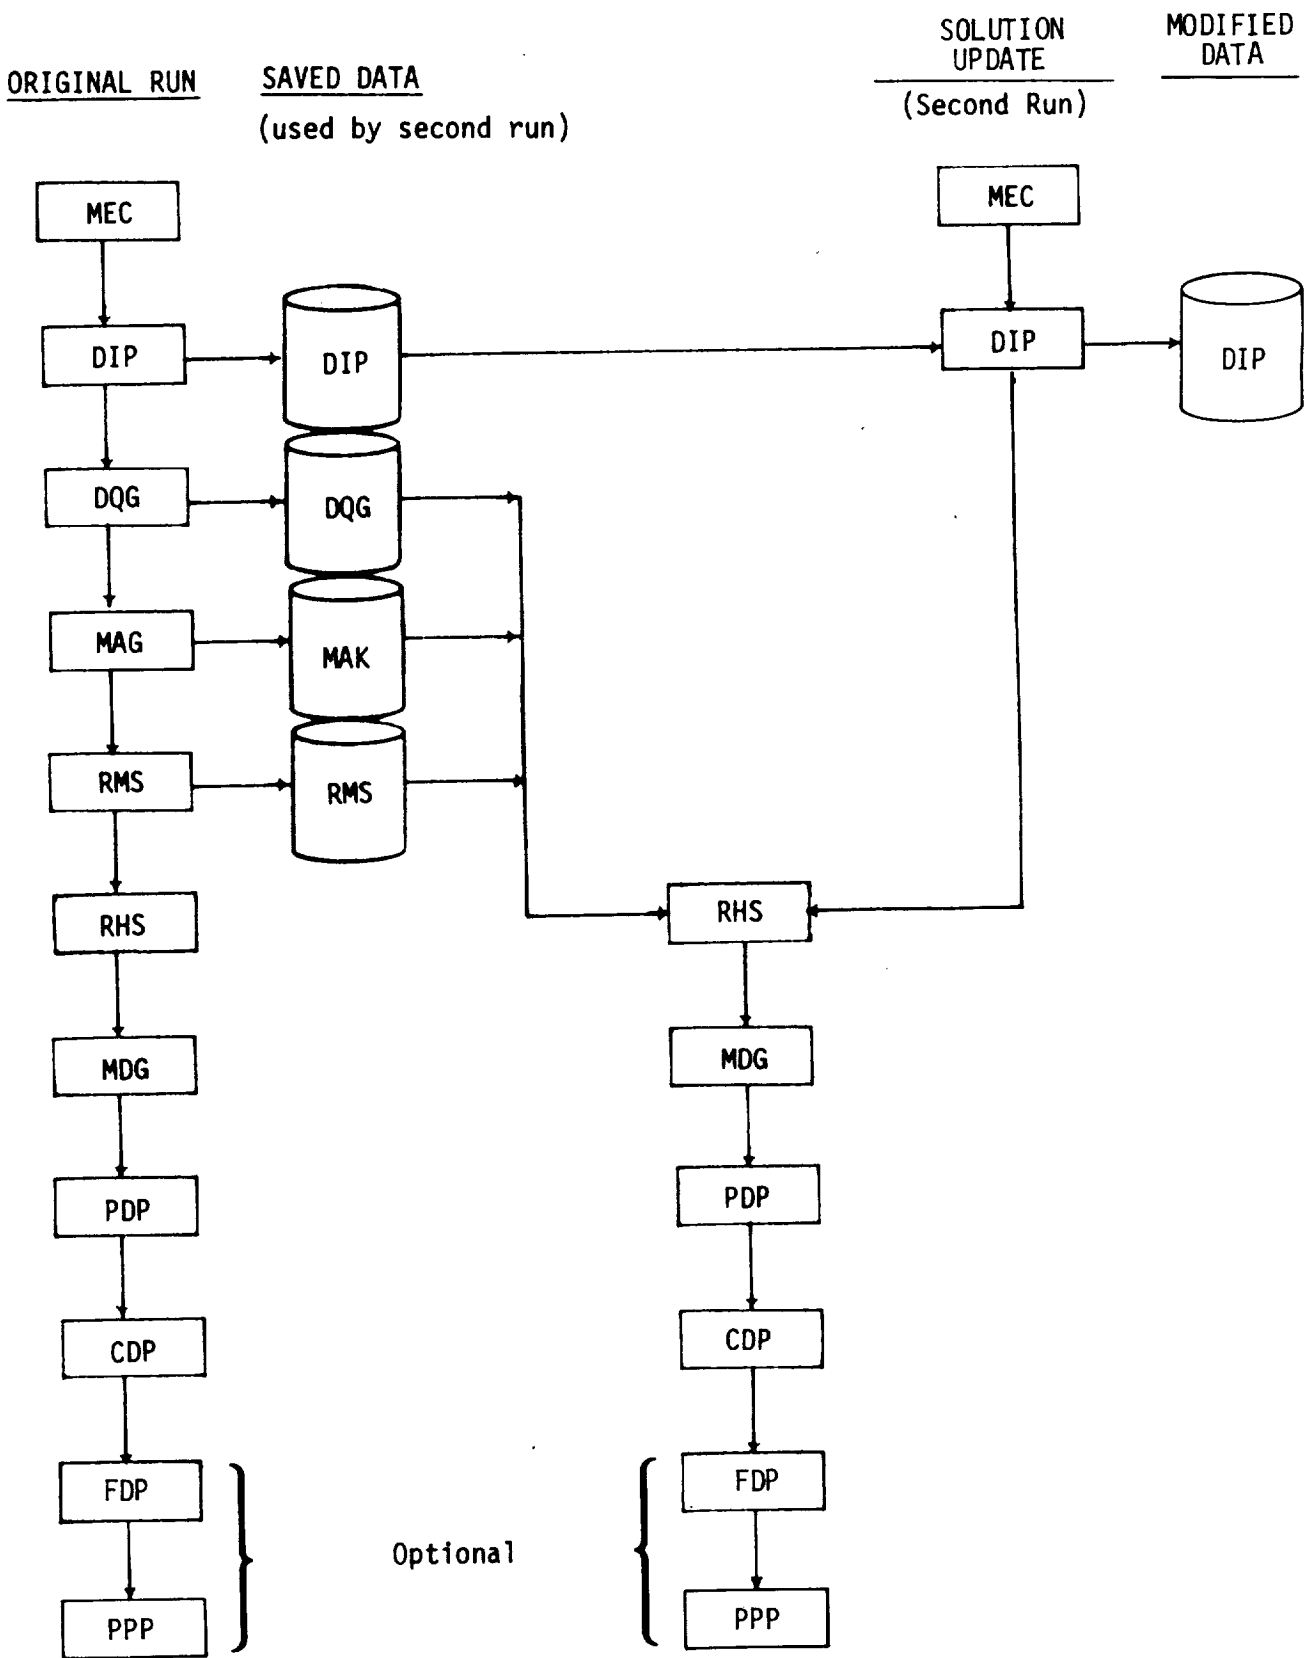 ORIGINAL RUN
SAVED DATA
(used by second run)
SOLUTION
UPDATE
(Second Run)
MODIFIED
DATA
MEC
MEC
DIP
DIP
DIP
DIP
DQG
DQG
MAG
MAK
RMS
RMS
RHS
RHS
MDG
MDG
PDP
PDP
CDP
CDP
FDP
FDP
Optional
PPP
PPP